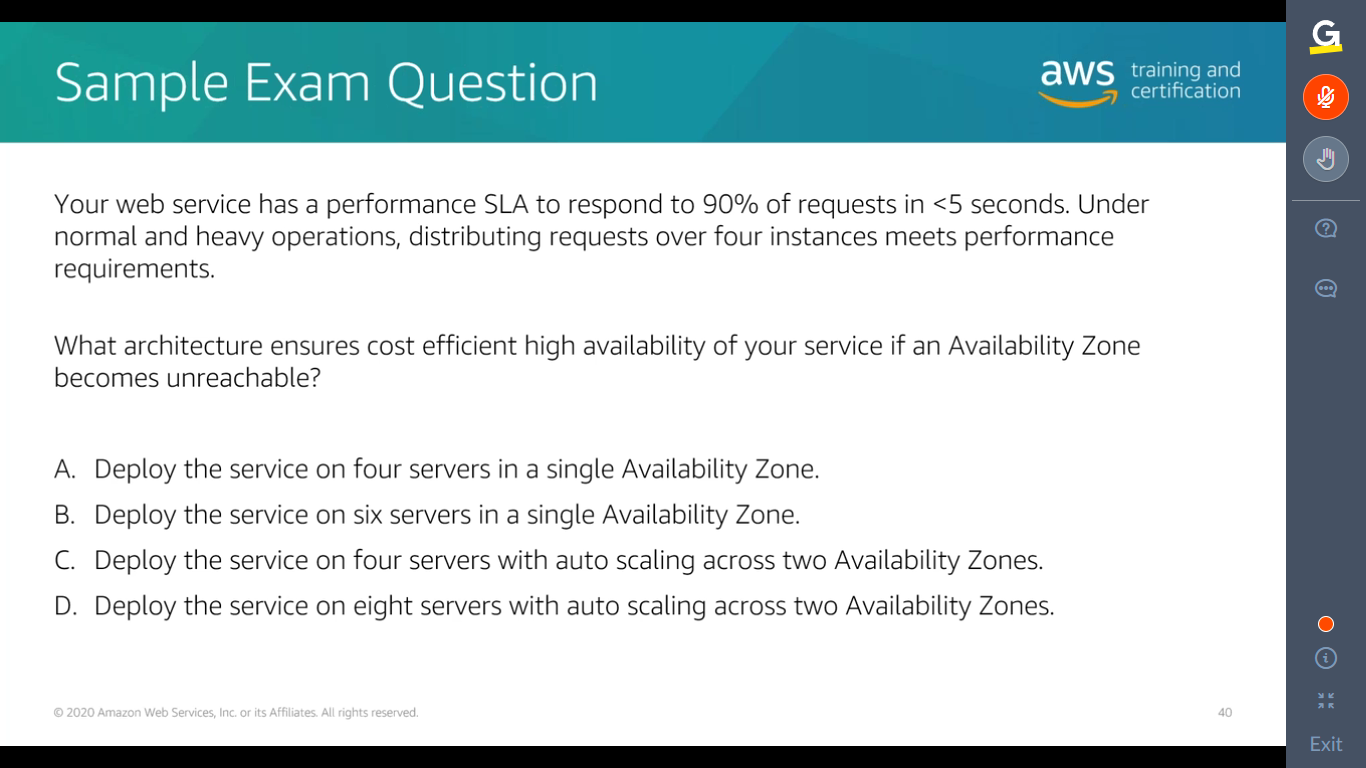 Sample Exam Question
aws training and
certification
Your web service has a performance SLA to respond to 90% of requests in <5 seconds. Under
normal and heavy operations, distributing requests over four instances meets performance
requirements.
What architecture ensures cost efficient high availability of your service if an Availability Zone
becomes unreachable?
A. Deploy the service on four servers in a single Availability Zone.
B. Deploy the service on six servers in a single Availability Zone.
C. Deploy the service on four servers with auto scaling across two Availability Zones.
D. Deploy the service on eight servers with auto scaling across two Availability Zones.
© 2020 Amazon Web Services, Inc. or its Affiliates. All rights reserved.
40
G
Exit